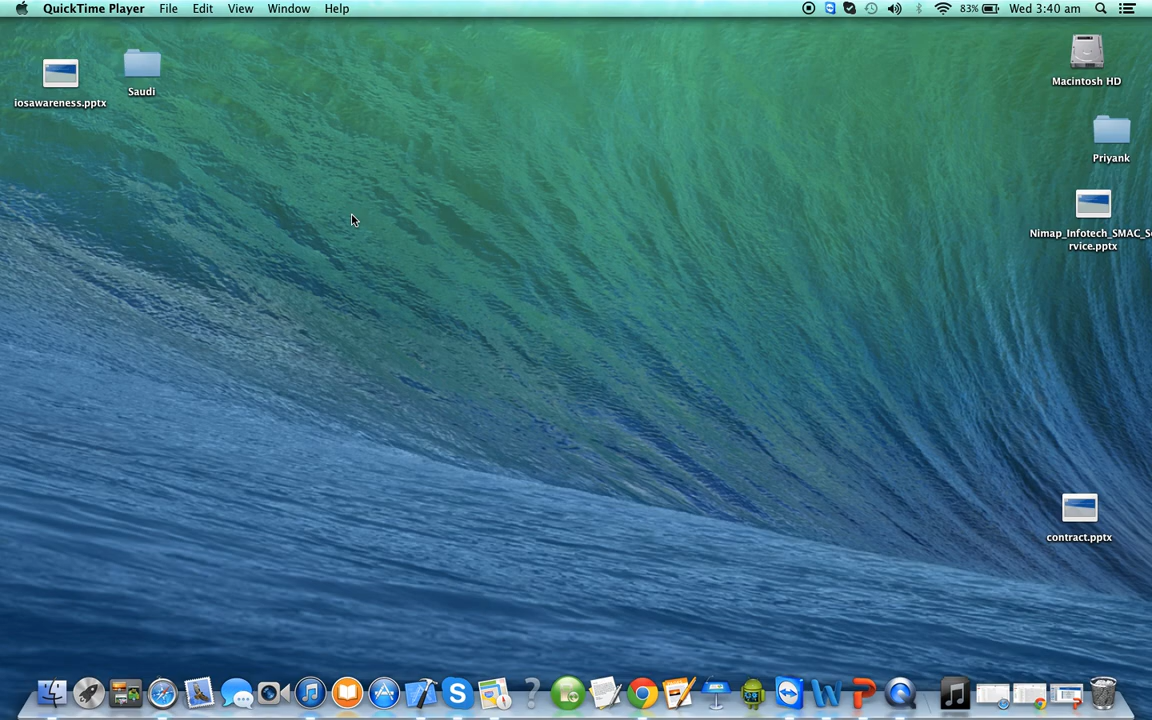 QuickTime Player File Edit View Window Help 83% Wed 3:40 am
iosawareness.pptx
Saudi
Macintosh HD
Priyank
Nimap_Infotech_SMAC_Se
rvice.pptx
contract.pptx